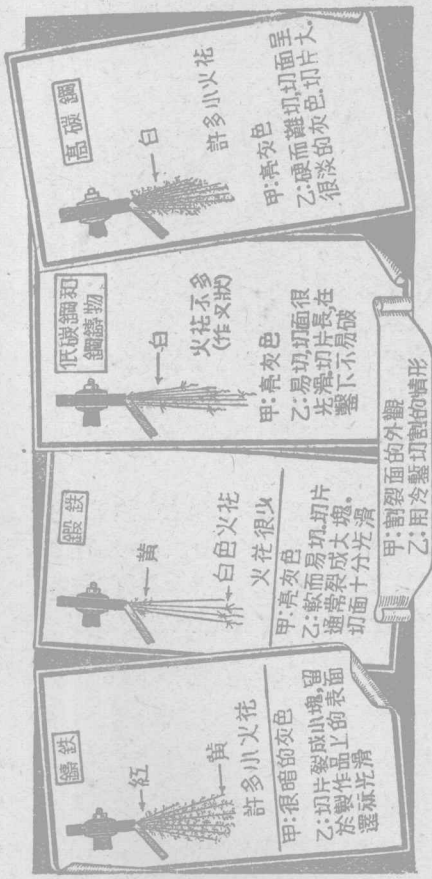 鑄鉄
紅
黃
許多小火花
甲:很暗的灰色
乙:切片裂成小塊,留
於製作品上的表面
還祘光滑
鍛鉄
黃
白色火花
火花很少
甲:亮灰色
乙:軟而易切,切片
通常裂成大塊。
切面十分光滑
低碳鋼和
鋼鑄物
白
火花不多
(作叉狀)
甲:亮灰色
乙:易切,切面很
光滑,切片長,在
鏨下不易破
高碳鋼
白
許多小火花
甲:亮灰色
乙:硬而難切,切面呈
很淡的灰色.切片大.
甲:割裂面的外觀
乙:用冷鏨切割的情形